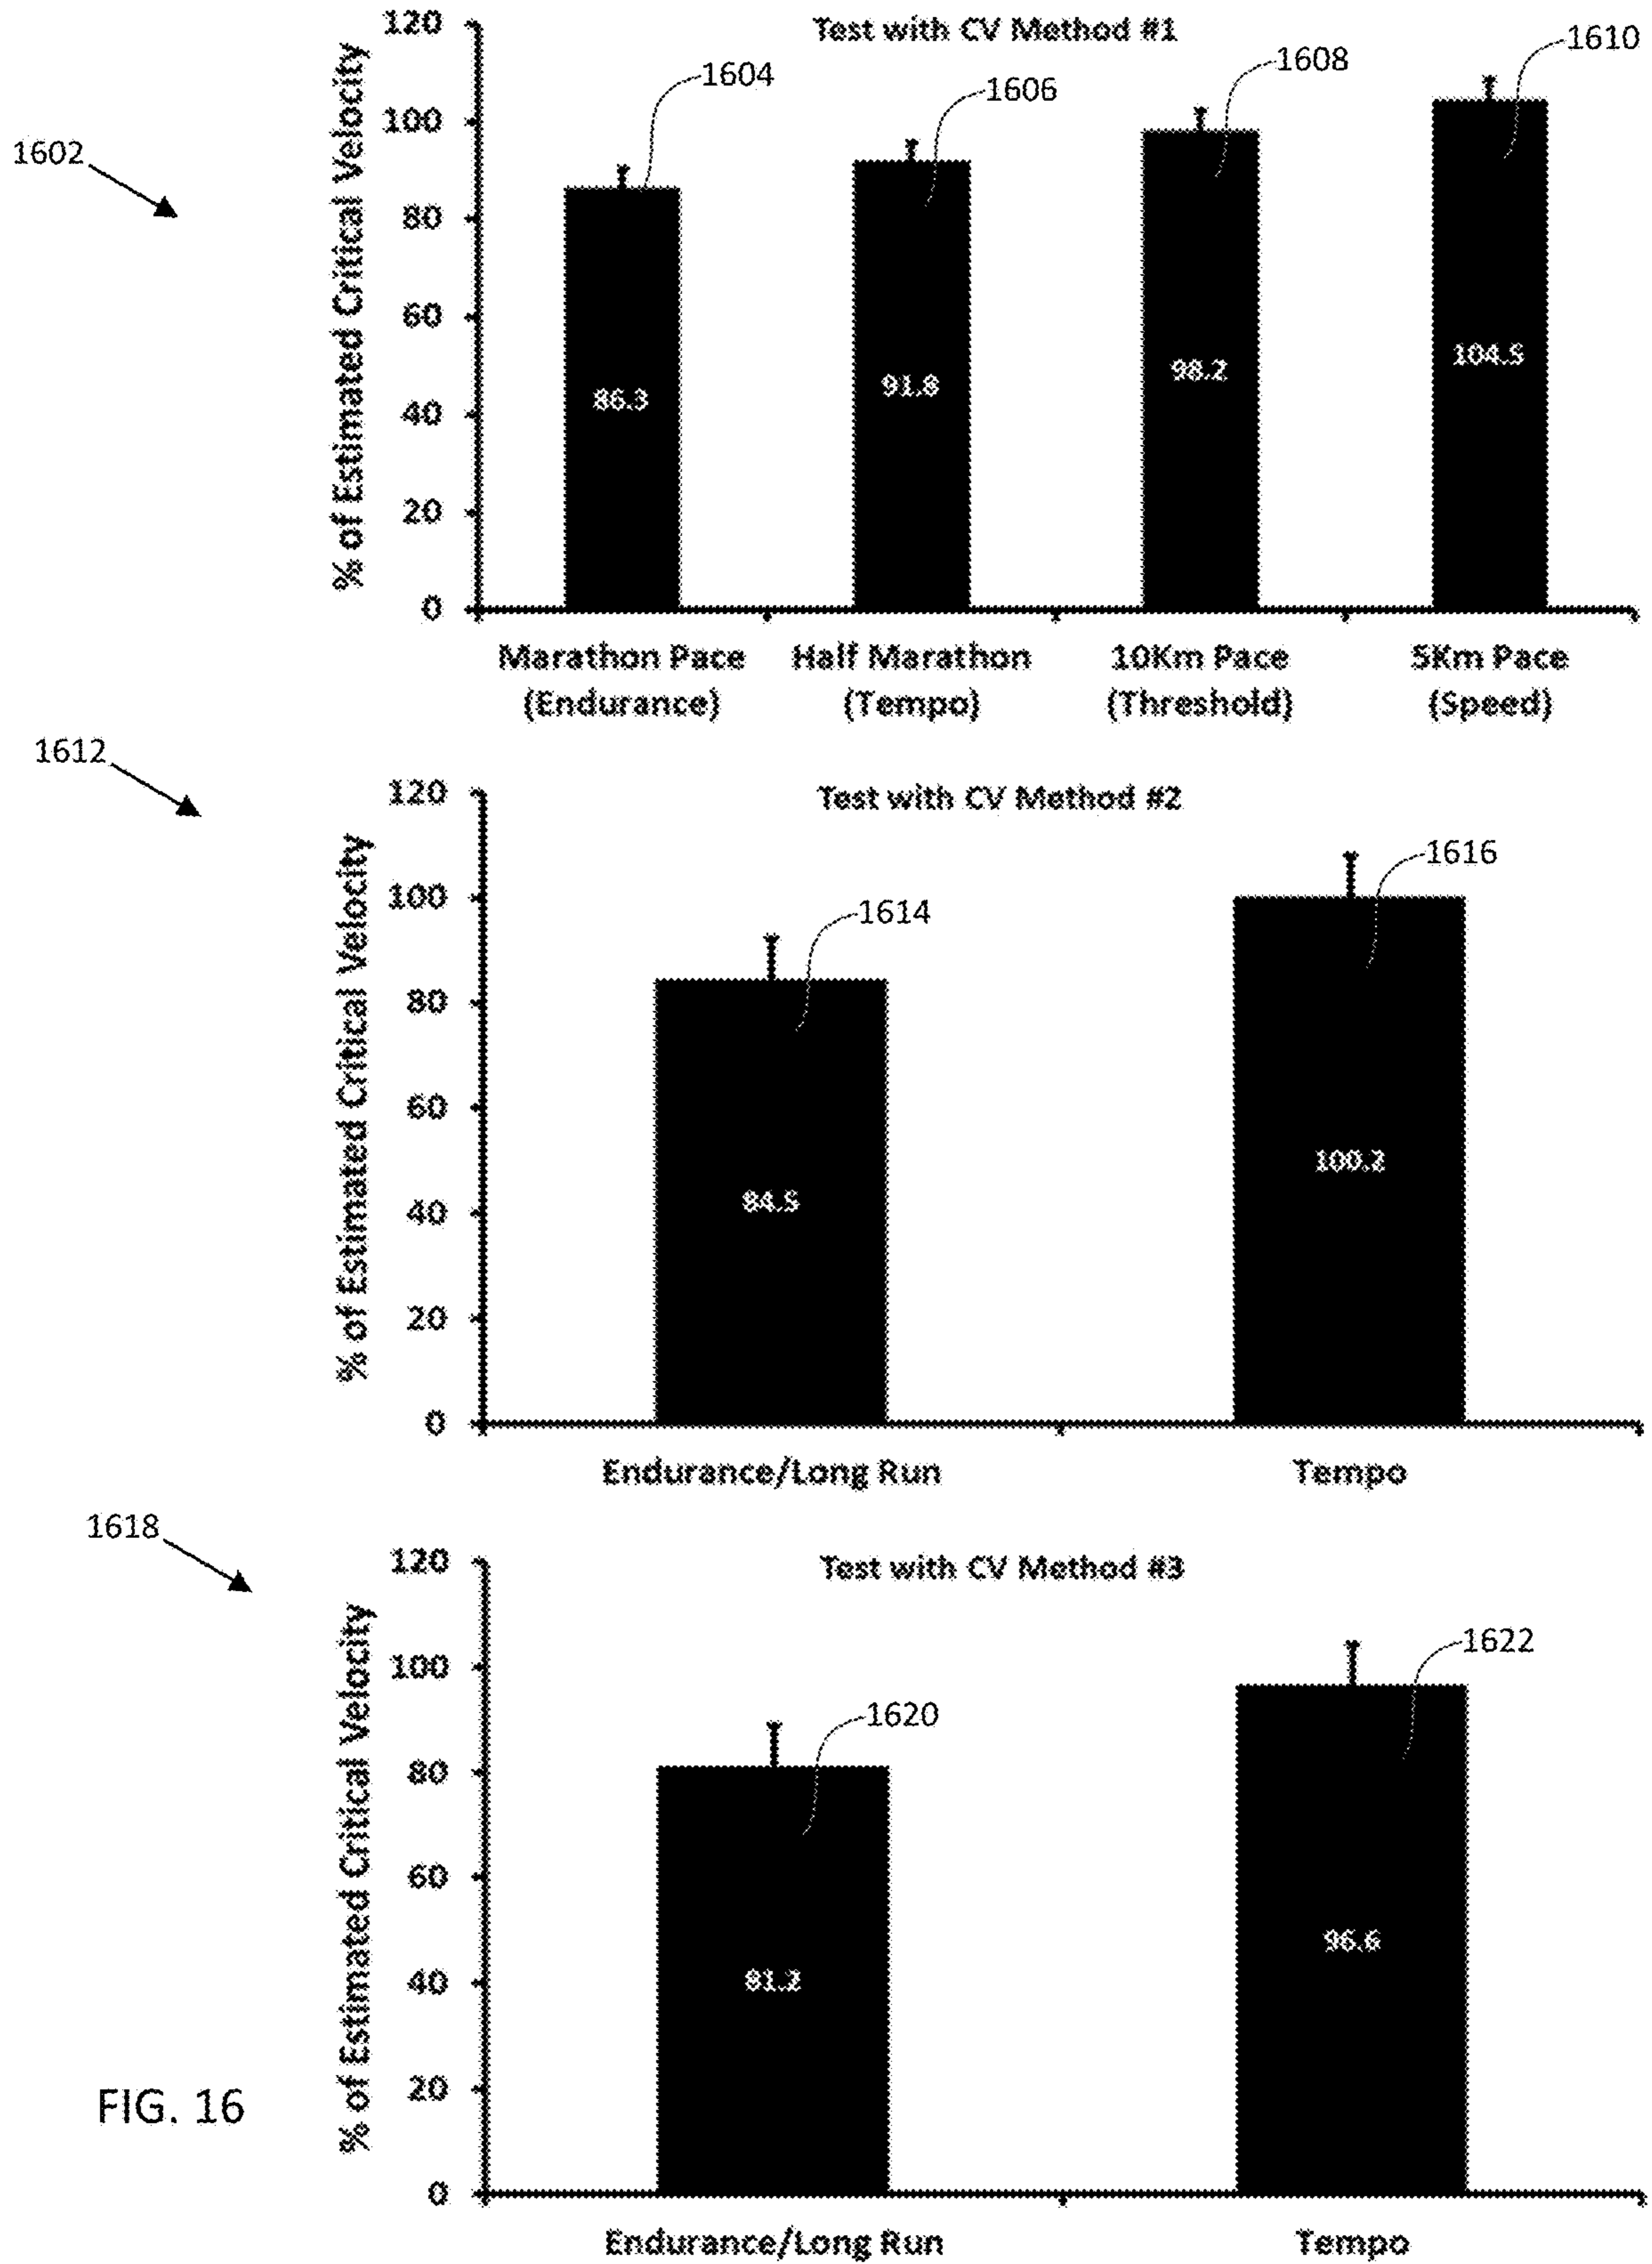 Test with CV Method #1
1602
1604
1606
1608
1610
% of Estimated Critical Velocity
120
100
80
60
40
20
0
86.3
91.8
98.2
104.5
Marathon Pace
(Endurance)
Half Marathon
(Tempo)
10Km Pace
(Threshold)
5Km Pace
(Speed)
Test with CV Method #2
1612
1614
1616
% of Estimated Critical Velocity
120
100
80
60
40
20
0
84.5
100.2
Endurance/Long Run
Tempo
Test with CV Method #3
1618
1620
1622
% of Estimated Critical Velocity
120
100
80
60
40
20
0
81.2
96.6
Endurance/Long Run
Tempo
FIG. 16